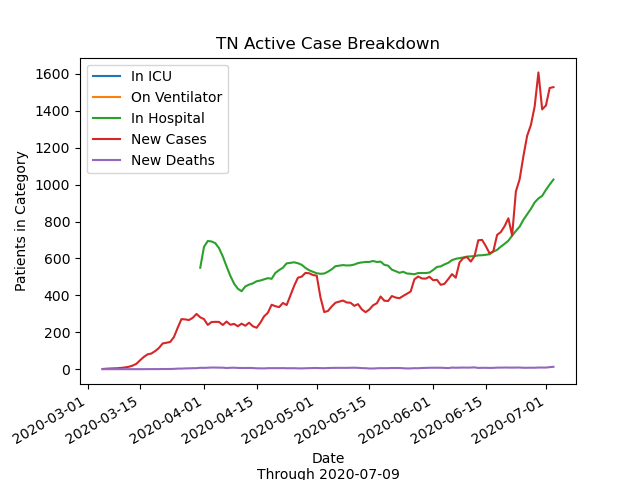 TN Active Case Breakdown
In ICU
On Ventilator
In Hospital
New Cases
New Deaths
1600
1400
1200
1000
800
600
400
200
0
Patients in Category
2020-03-01
2020-03-15
2020-04-01
2020-04-15
2020-05-01
2020-05-15
2020-06-01
2020-06-15
2020-07-01
Date
Through 2020-07-09